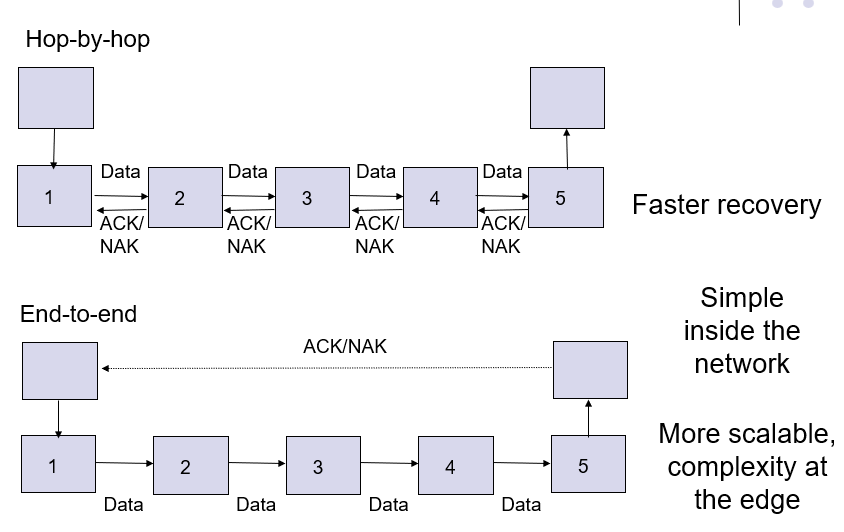 Hop-by-hop
Data Data Data Data
1 2 3 4 5
Faster recovery
ACK/ ACK/ ACK/ ACK/
NAK NAK NAK NAK
End-to-end
ACK/NAK
Simple
inside the
network
1 2 3 4 5
Data Data Data Data
More scalable,
complexity at
the edge